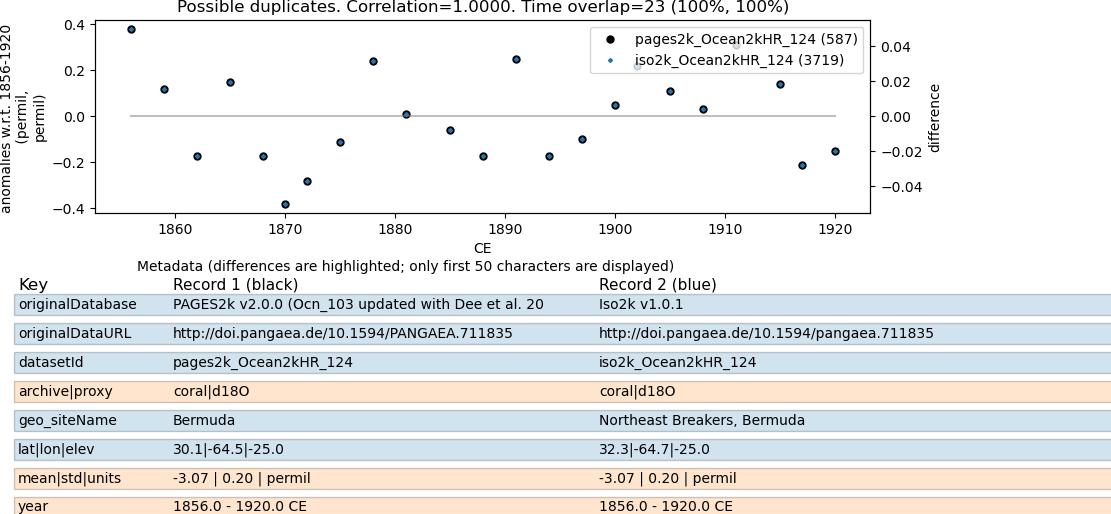 Possible duplicates. Correlation=1.0000. Time overlap=23 (100%, 100%)
anomalies w.r.t. 1856-1920
(permil,
permil)
0.4
0.2
0.0
−0.2
−0.4
pages2k_Ocean2kHR_124 (587)
iso2k_Ocean2kHR_124 (3719)
0.04
0.02
0.00
−0.02
−0.04
difference
1860 1870 1880 1890 1900 1910 1920
CE
Metadata (differences are highlighted; only first 50 characters are displayed)
Key Record 1 (black) Record 2 (blue)
originalDatabase PAGES2k v2.0.0 (Ocn_103 updated with Dee et al. 20 Iso2k v1.0.1
originalDataURL http://doi.pangaea.de/10.1594/PANGAEA.711835 http://doi.pangaea.de/10.1594/pangaea.711835
datasetId pages2k_Ocean2kHR_124 iso2k_Ocean2kHR_124
archive|proxy coral|d18O coral|d18O
geo_siteName Bermuda Northeast Breakers, Bermuda
lat|lon|elev 30.1|-64.5|-25.0 32.3|-64.7|-25.0
mean|std|units -3.07 | 0.20 | permil -3.07 | 0.20 | permil
year 1856.0 - 1920.0 CE 1856.0 - 1920.0 CE